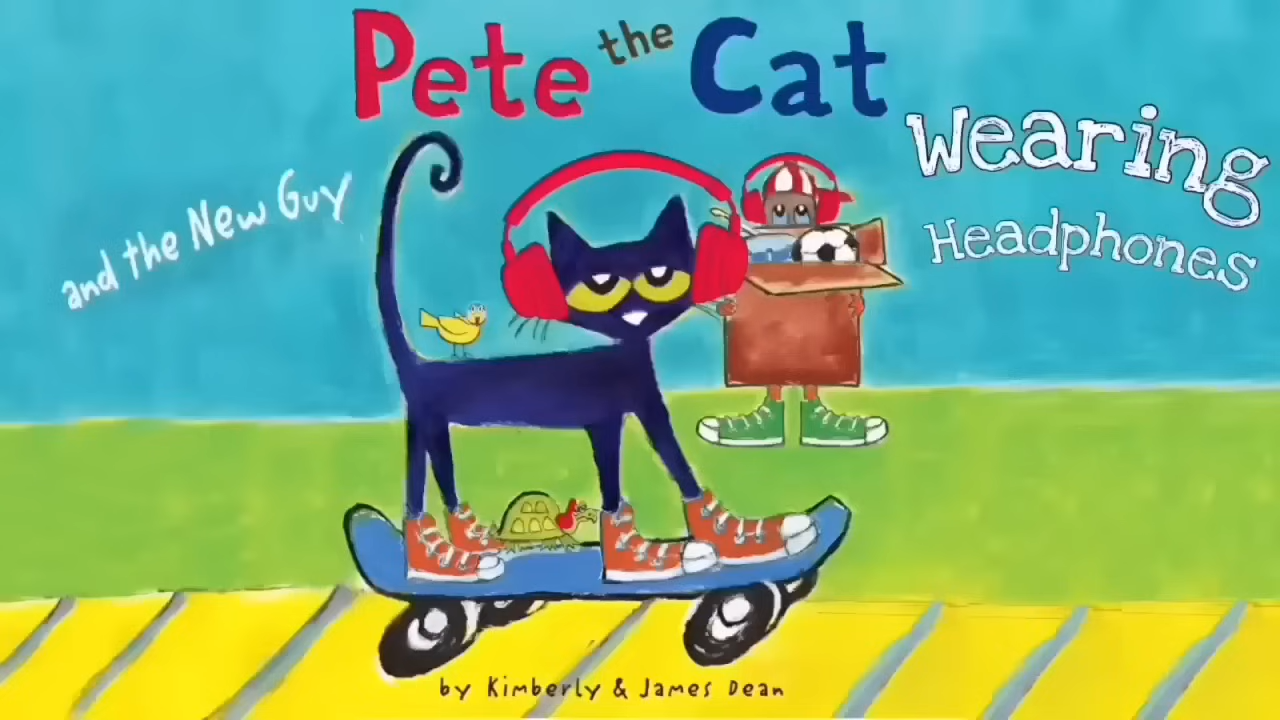 Pete the Cat
and the New Guy
Wearing
Headphones
by Kimberly & James Dean